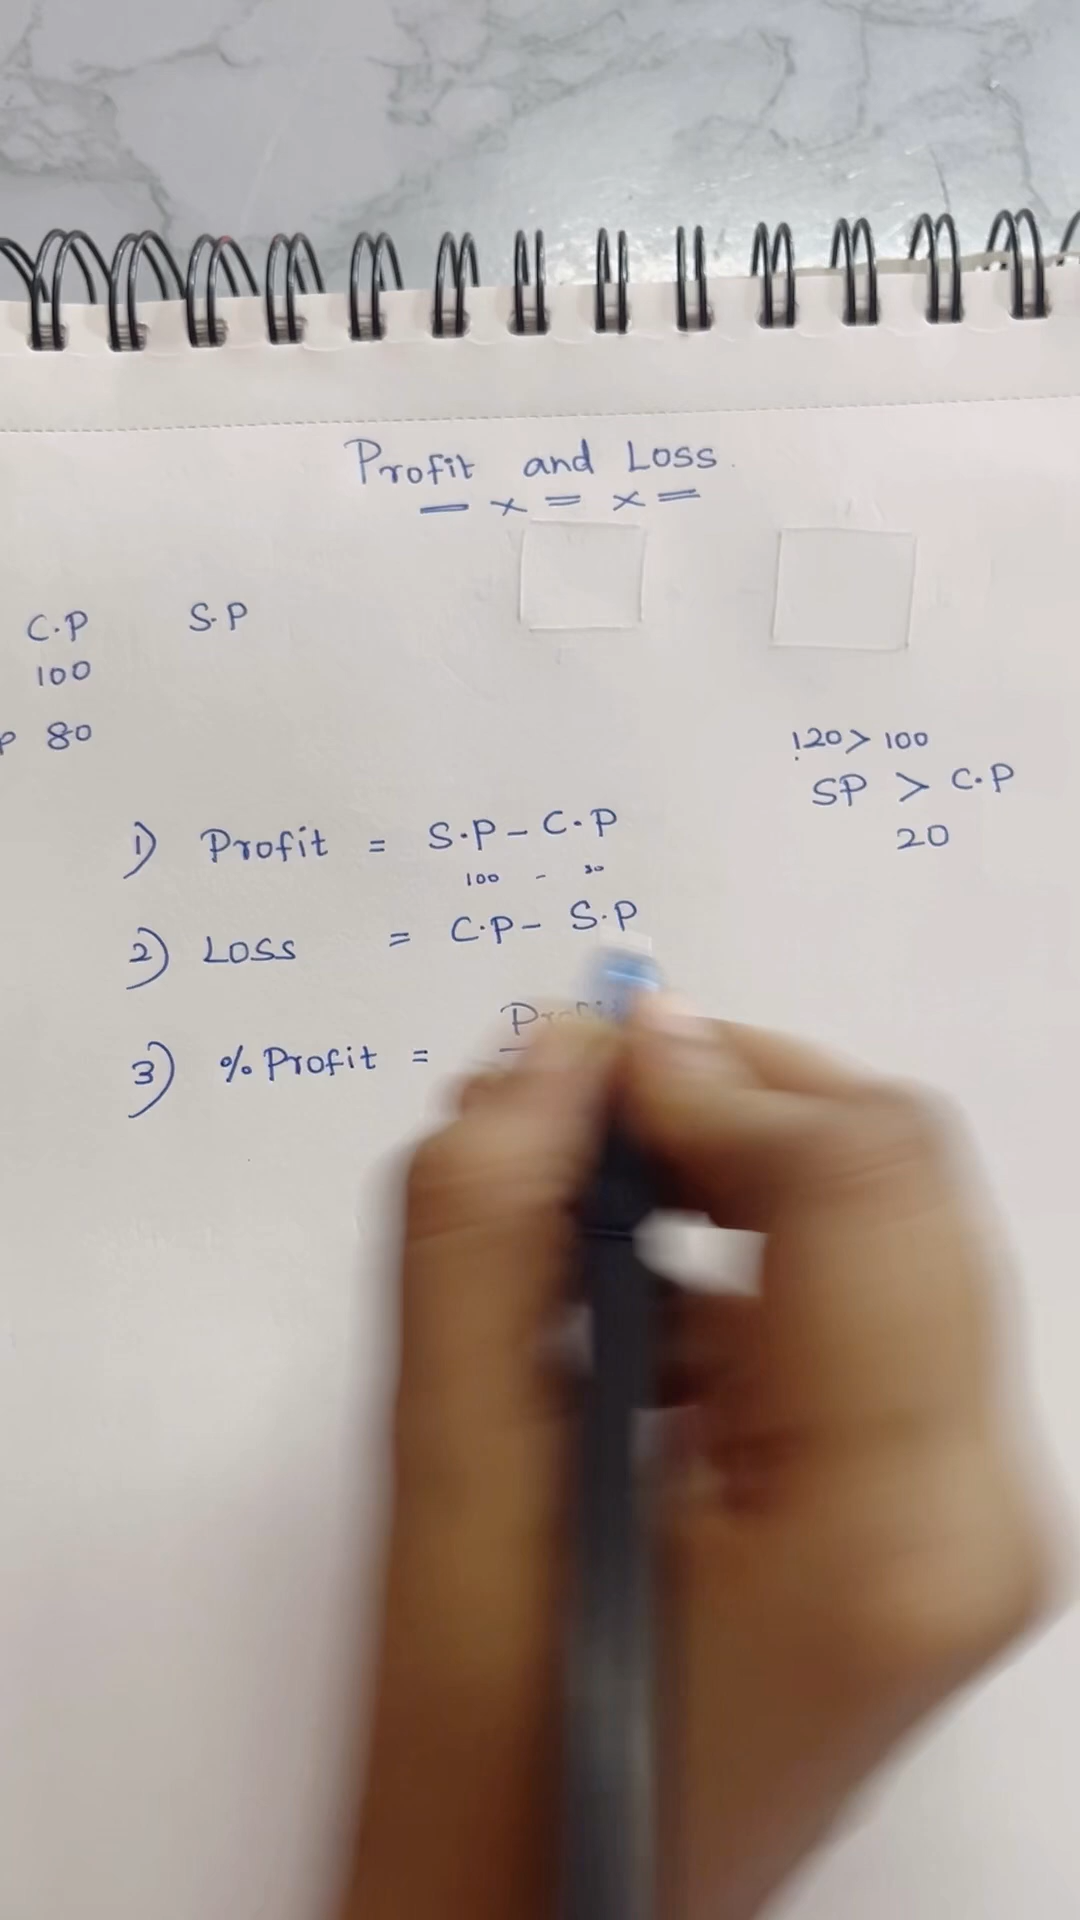 Profit and Loss.
C.P S.P
100
P 80
120 > 100
SP > C.P
20
1) Profit = S.P - C.P
100 -
2) Loss = C.P - S.P
3) % Profit =